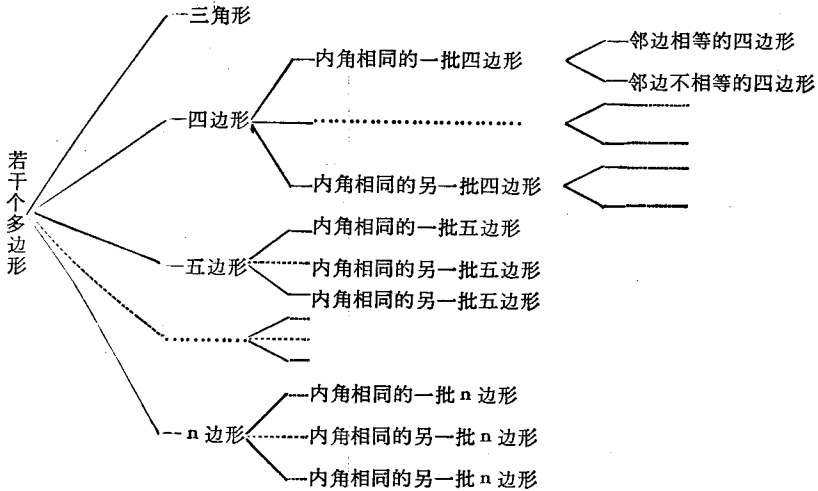 若干个多边形
三角形
四边形
内角相同的一批四边形
邻边相等的四边形
邻边不相等的四边形
内角相同的另一批四边形
五边形
内角相同的一批五边形
内角相同的另一批五边形
内角相同的另一批五边形
n边形
内角相同的一批n边形
内角相同的另一批n边形
内角相同的另一批n边形